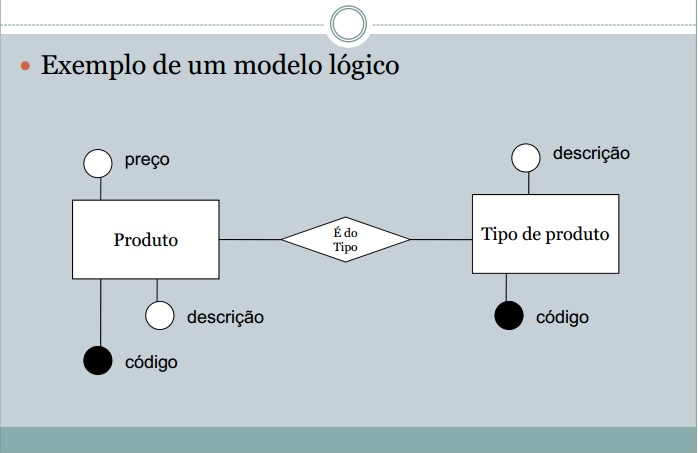 Exemplo de um modelo lógico
preço
descrição
Produto
É do
Tipo
Tipo de produto
descrição
código
código